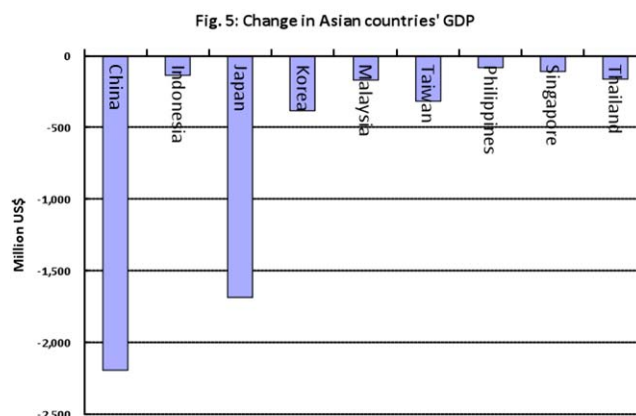 Fig. 5: Change in Asian countries' GDP
0
-500
-1,000
-1,500
-2,000
-2,500
Million US$
China
Indonesia
Japan
Korea
Malaysia
Taiwan
Philippines
Singapore
Thailand